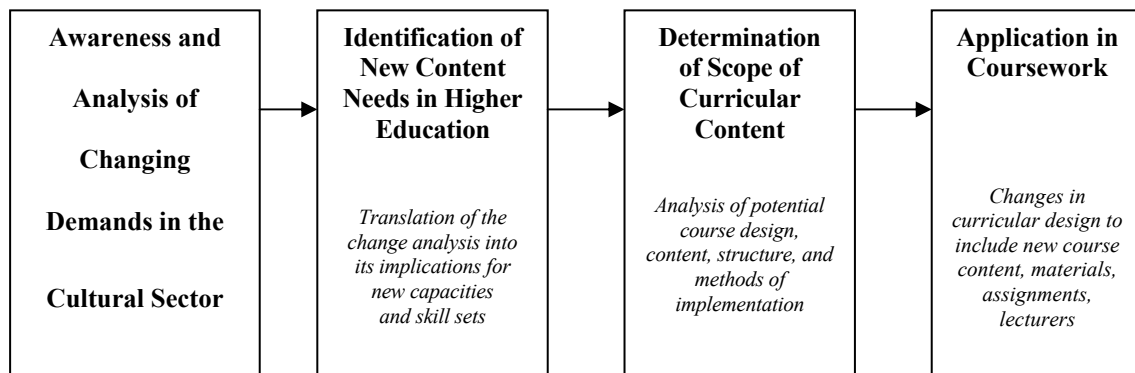 Awareness and
Analysis of
Changing
Demands in the
Cultural Sector
Identification of
New Content
Needs in Higher
Education
Translation of the
change analysis into
its implications for
new capacities
and skill sets
Determination
of Scope of
Curricular
Content
Analysis of potential
course design,
content, structure, and
methods of
implementation
Application in
Coursework
Changes in
curricular design to
include new course
content, materials,
assignments,
lecturers